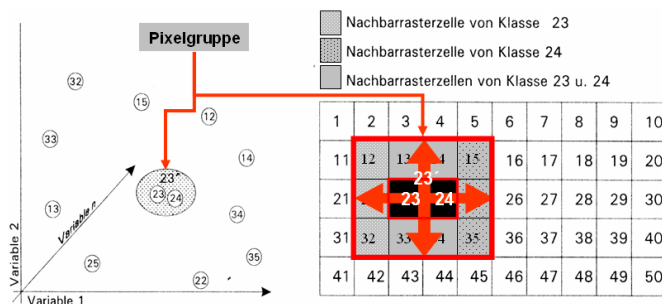 Pixelgruppe
Nachbarrasterzelle von Klasse 23
Nachbarrasterzelle von Klasse 24
Nachbarrasterzellen von Klasse 23 u. 24
32
15
12
33
14
23´
23 24
13
34
25
35
22
Variable 2
Variable n
Variable 1
1 2 3 4 5 6 7 8 9 10
11 12 13 4 15 16 17 18 19 20
23´
21 23 24 26 27 28 29 30
31 32 33 4 35 36 37 38 39 40
41 42 43 44 45 46 47 48 49 50